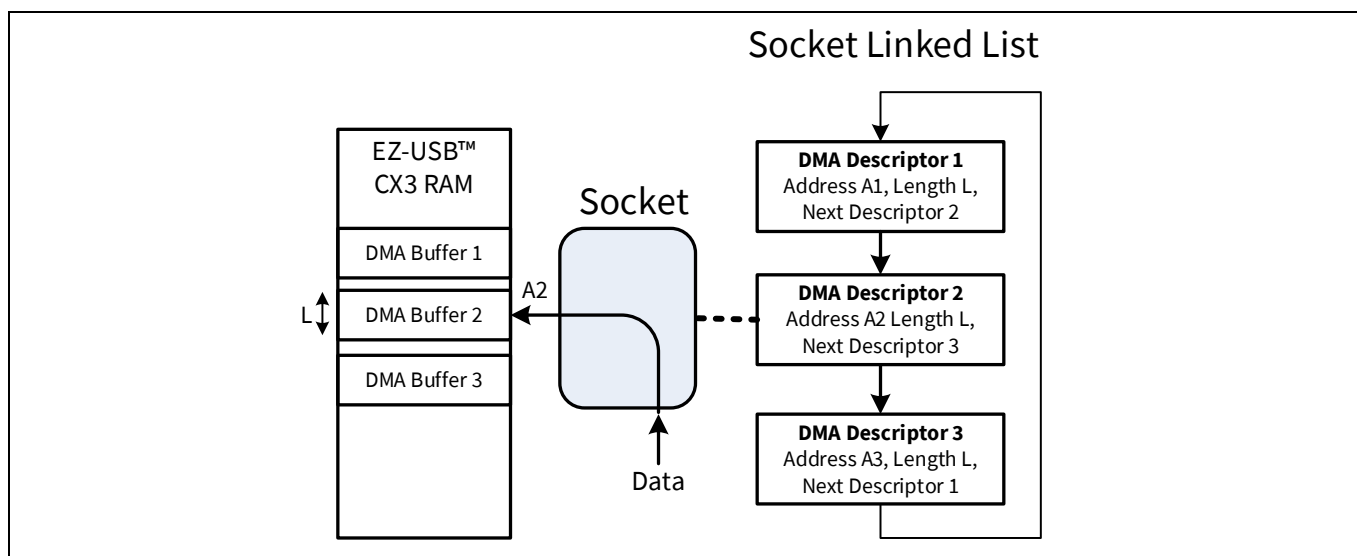 Socket Linked List
EZ-USB™
CX3 RAM
DMA Buffer 1
L
DMA Buffer 2
DMA Buffer 3
A2
Socket
Data
DMA Descriptor 1
Address A1, Length L,
Next Descriptor 2
DMA Descriptor 2
Address A2 Length L,
Next Descriptor 3
DMA Descriptor 3
Address A3, Length L,
Next Descriptor 1